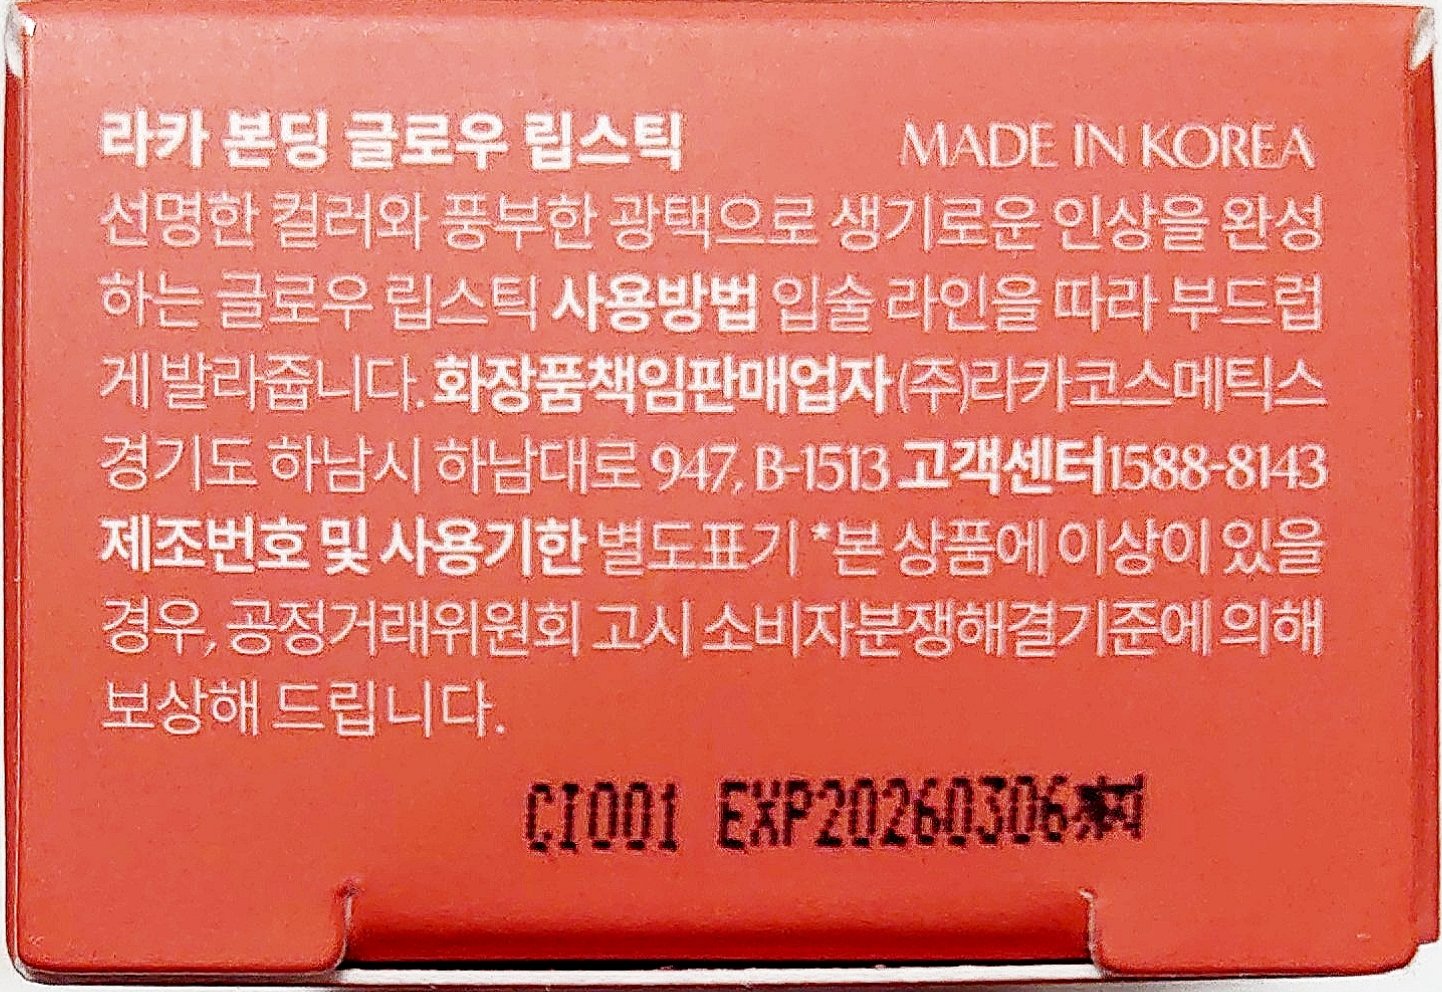 라카 본딩 글로우 립스틱 MADE IN KOREA
선명한 컬러와 풍부한 광택으로 생기로운 인상을 완성
하는 글로우 립스틱 사용방법 입술 라인을 따라 부드럽
게 발라줍니다. 화장품책임판매업자 (주)라카코스메틱스
경기도 하남시 하남대로 947, B-1513 고객센터 1588-8143
제조번호 및 사용기한 별도표기 *본 상품에 이상이 있을
경우, 공정거래위원회 고시 소비자분쟁해결기준에 의해
보상해 드립니다.
CI001 EXP20260306